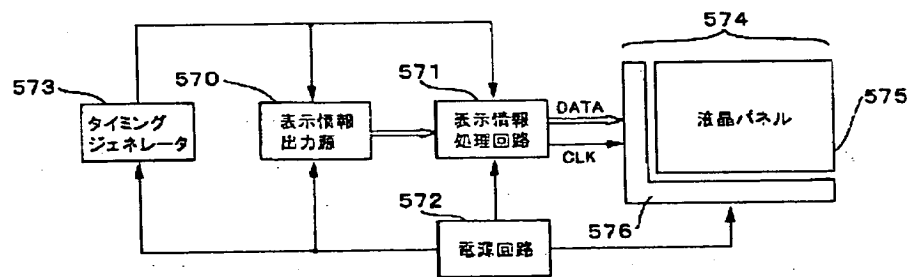 573
タイミング
ジェネレータ
570
表示情報
出力源
571
表示情報
処理回路
DATA
CLK
574
液晶パネル
575
576
572
電源回路